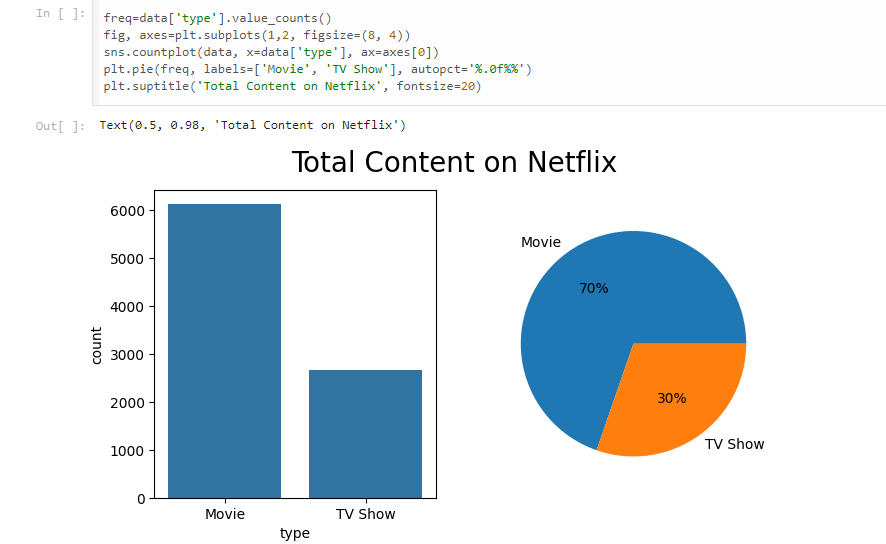 In [ ]:
freq=data['type'].value_counts()
fig, axes=plt.subplots(1,2, figsize=(8, 4))
sns.countplot(data, x=data['type'], ax=axes[0])
plt.pie(freq, labels=['Movie', 'TV Show'], autopct='%.0f%%')
plt.suptitle('Total Content on Netflix', fontsize=20)
Out[ ]:
Text(0.5, 0.98, 'Total Content on Netflix')
Total Content on Netflix
6000
5000
4000
3000
2000
1000
0
count
Movie
TV Show
type
Movie
70%
30%
TV Show